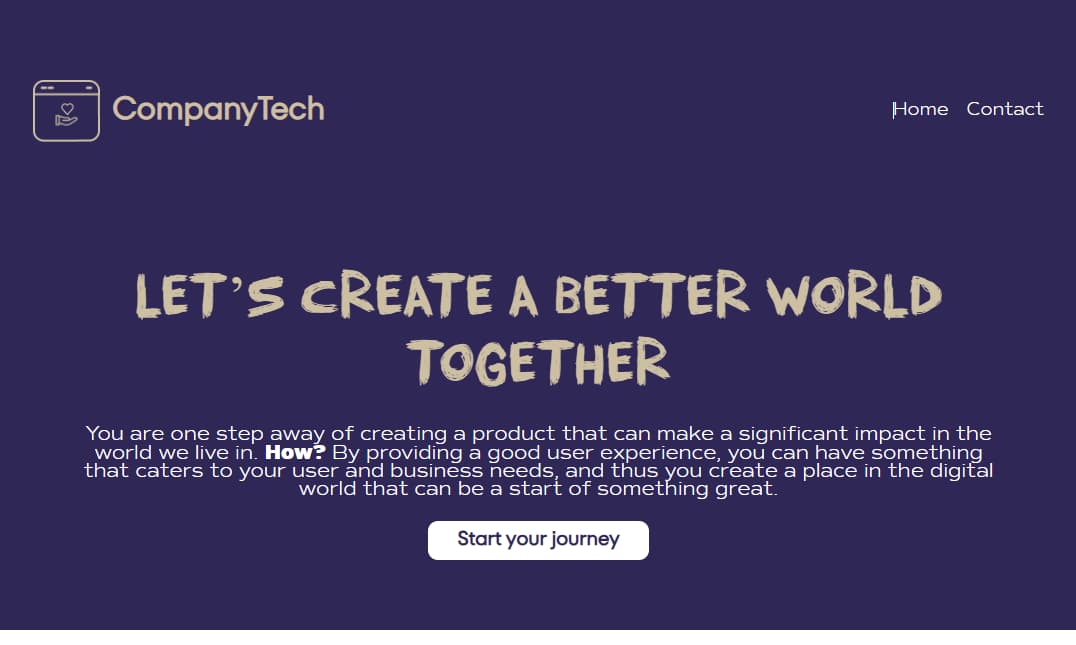 CompanyTech
Home Contact
LET'S CREATE A BETTER WORLD
TOGETHER
You are one step away of creating a product that can make a significant impact in the
world we live in. How? By providing a good user experience, you can have something
that caters to your user and business needs, and thus you create a place in the digital
world that can be a start of something great.
Start your journey